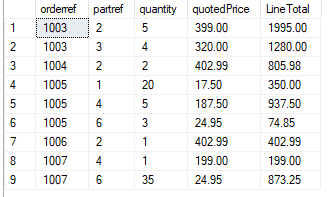 orderref partref quantity quotedPrice LineTotal
1 1003 2 5 399.00 1995.00
2 1003 3 4 320.00 1280.00
3 1004 2 2 402.99 805.98
4 1005 1 20 17.50 350.00
5 1005 4 5 187.50 937.50
6 1005 6 3 24.95 74.85
7 1006 2 1 402.99 402.99
8 1007 4 1 199.00 199.00
9 1007 6 35 24.95 873.25